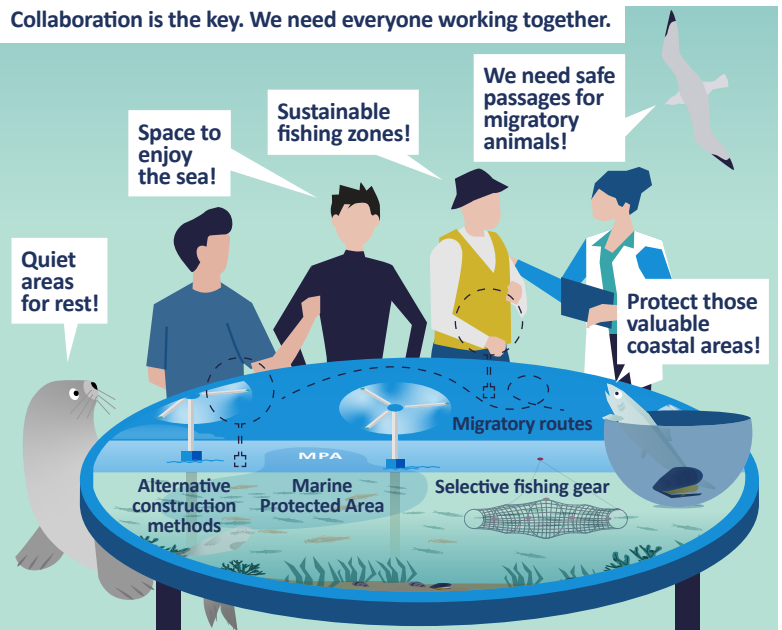 Collaboration is the key. We need everyone working together.
We need safe
passages for
migratory
animals!
Sustainable
fishing zones!
Space to
enjoy
the sea!
Quiet
areas
for rest!
Protect those
valuable
coastal areas!
Migratory routes
MPA
Alternative
construction
methods
Marine
Protected Area
Selective fishing gear